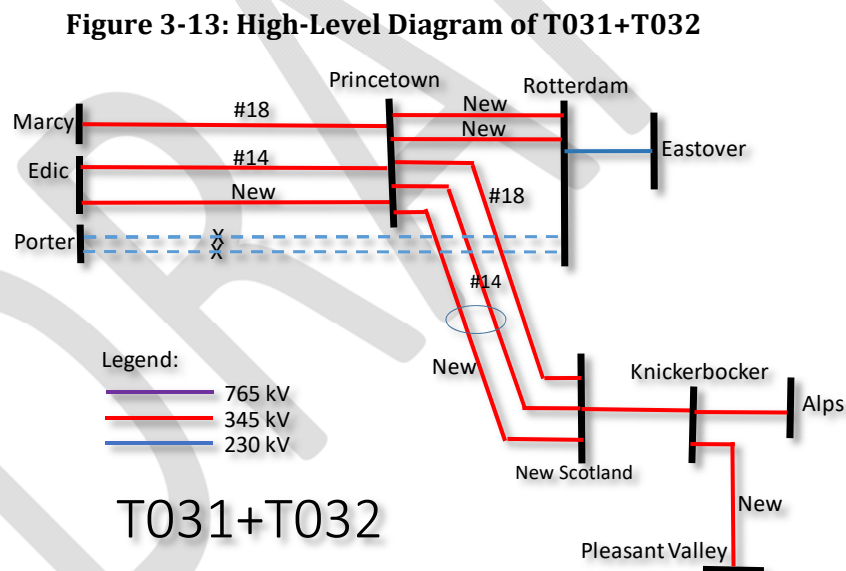 Figure 3-13: High-Level Diagram of T031+T032
Princetown
Rotterdam
Marcy
#18
New
New
Eastover
Edic
#14
New
#18
Porter
X
X
#14
New
Legend:
765 kV
345 kV
230 kV
Knickerbocker
Alps
New Scotland
New
T031+T032
Pleasant Valley
DRAFT